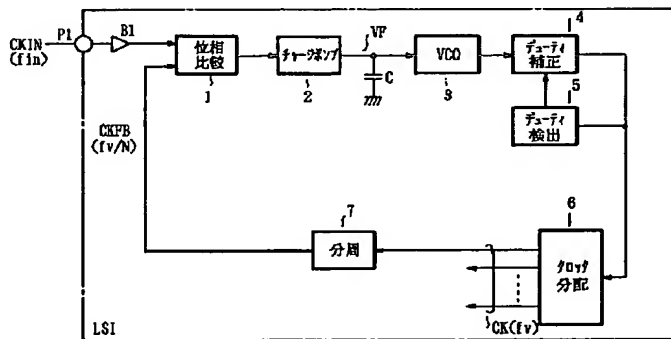 CKIN
(fin)
P1
B1
位相
比較
1
チャージポンプ
2
VF
C
VCO
3
デューティ
補正
4
デューティ
検出
5
CKFB
(fv/N)
7
分周
6
クロック
分配
CK(fv)
LSI